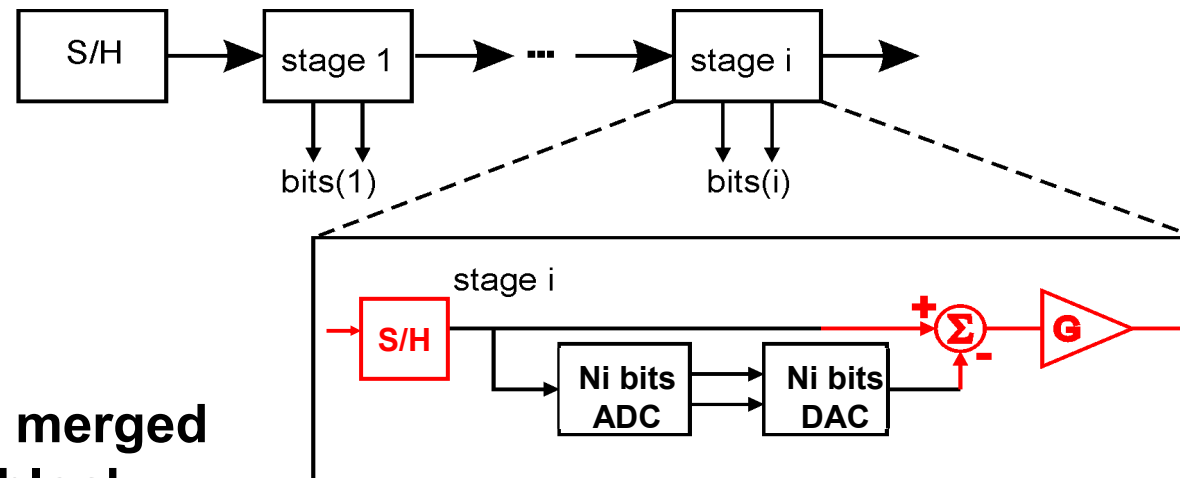 S/H
stage 1
...
stage i
bits(1)
bits(i)
stage i
S/H
+
Σ
-
G
Ni bits
ADC
Ni bits
DAC
merged